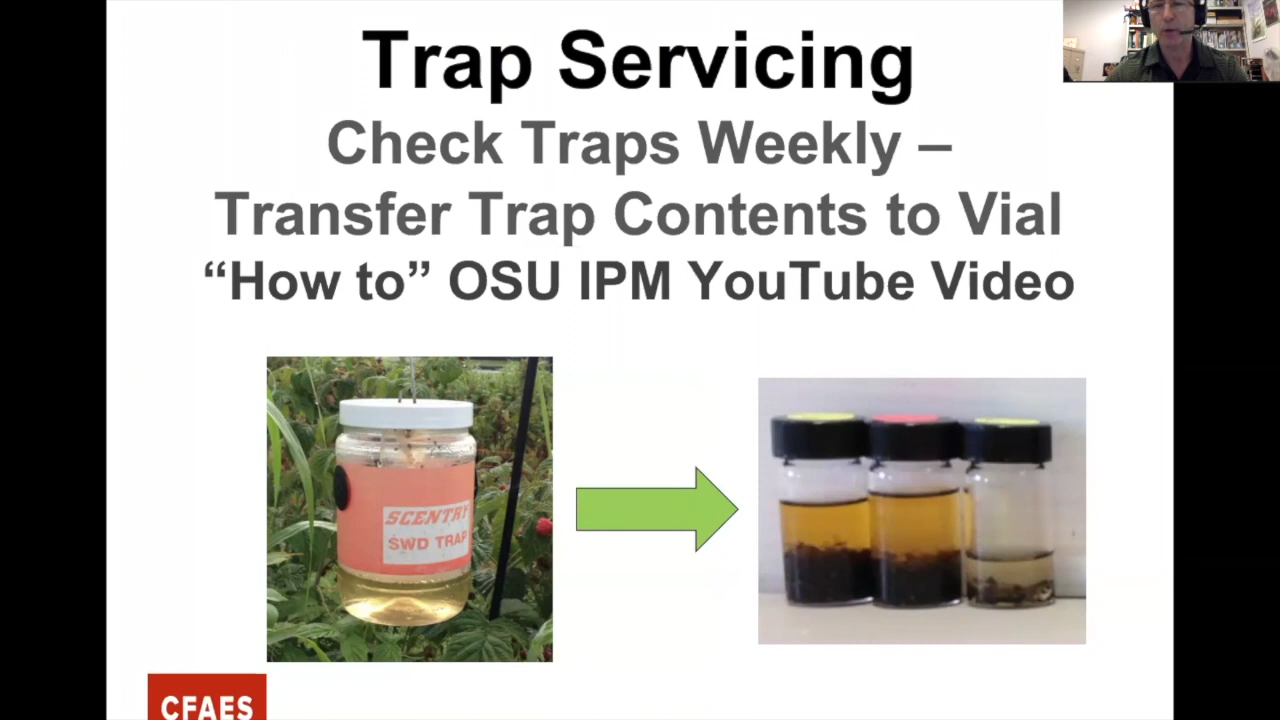 Trap Servicing
Check Traps Weekly –
Transfer Trap Contents to Vial
“How to” OSU IPM YouTube Video
SCENTRY
SWD TRAP
CFAES